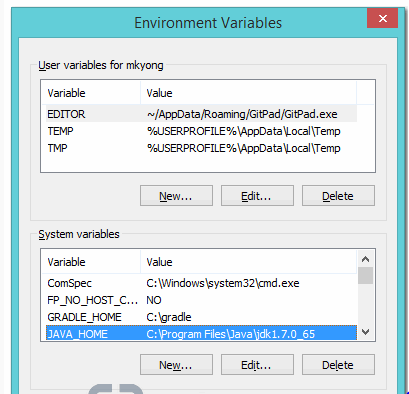 Environment Variables
User variables for mkyong
Variable Value
EDITOR ~/AppData/Roaming/GitPad/GitPad.exe
TEMP %USERPROFILE%\AppData\Local\Temp
TMP %USERPROFILE%\AppData\Local\Temp
New... Edit... Delete
System variables
Variable Value
ComSpec C:\Windows\system32\cmd.exe
FP_NO_HOST_C... NO
GRADLE_HOME C:\gradle
JAVA_HOME C:\Program Files\Java\jdk1.7.0_65
New... Edit... Delete